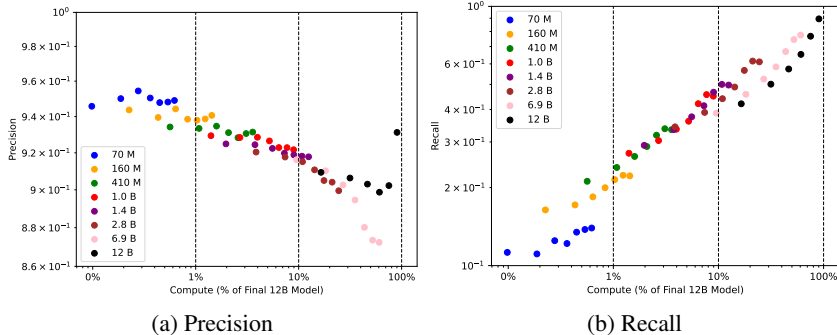 10⁰
9.8 × 10⁻¹
9.6 × 10⁻¹
9.4 × 10⁻¹
9.2 × 10⁻¹
9 × 10⁻¹
8.8 × 10⁻¹
8.6 × 10⁻¹
Precision
70 M
160 M
410 M
1.0 B
1.4 B
2.8 B
6.9 B
12 B
0%
1%
10%
100%
Compute (% of Final 12B Model)
(a) Precision
10⁰
6 × 10⁻¹
4 × 10⁻¹
3 × 10⁻¹
2 × 10⁻¹
10⁻¹
Recall
70 M
160 M
410 M
1.0 B
1.4 B
2.8 B
6.9 B
12 B
0%
1%
10%
100%
Compute (% of Final 12B Model)
(b) Recall